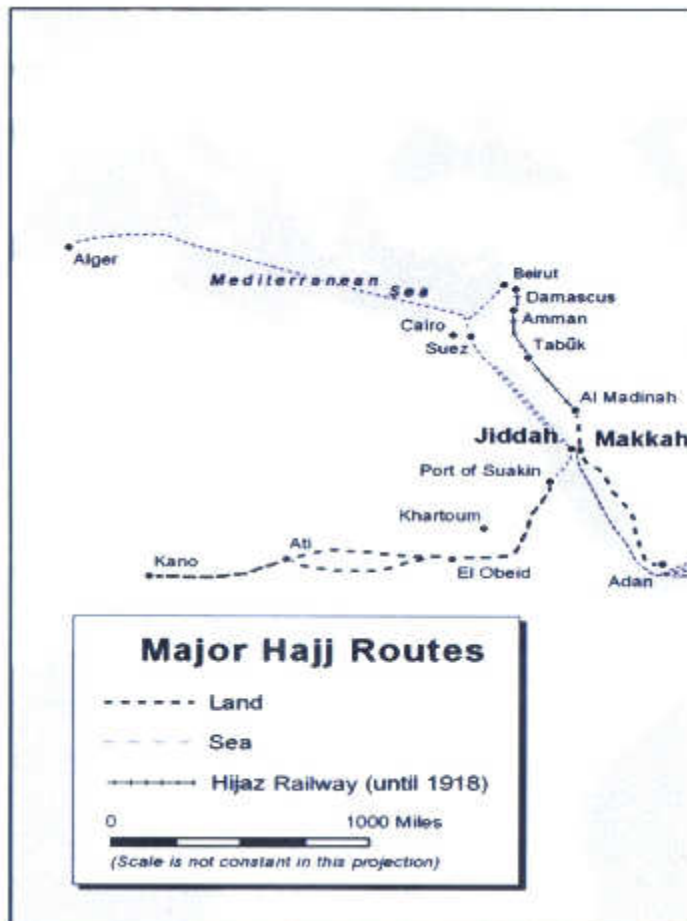 Alger
Mediterranean Sea
Beirut
Damascus
Amman
Cairo
Suez
Tabūk
Al Madinah
Jiddah
Makkah
Port of Suakin
Khartoum
Ati
Kano
El Obeid
Adan
Major Hajj Routes
Land
Sea
Hijaz Railway (until 1918)
0 1000 Miles
(Scale is not constant in this projection)